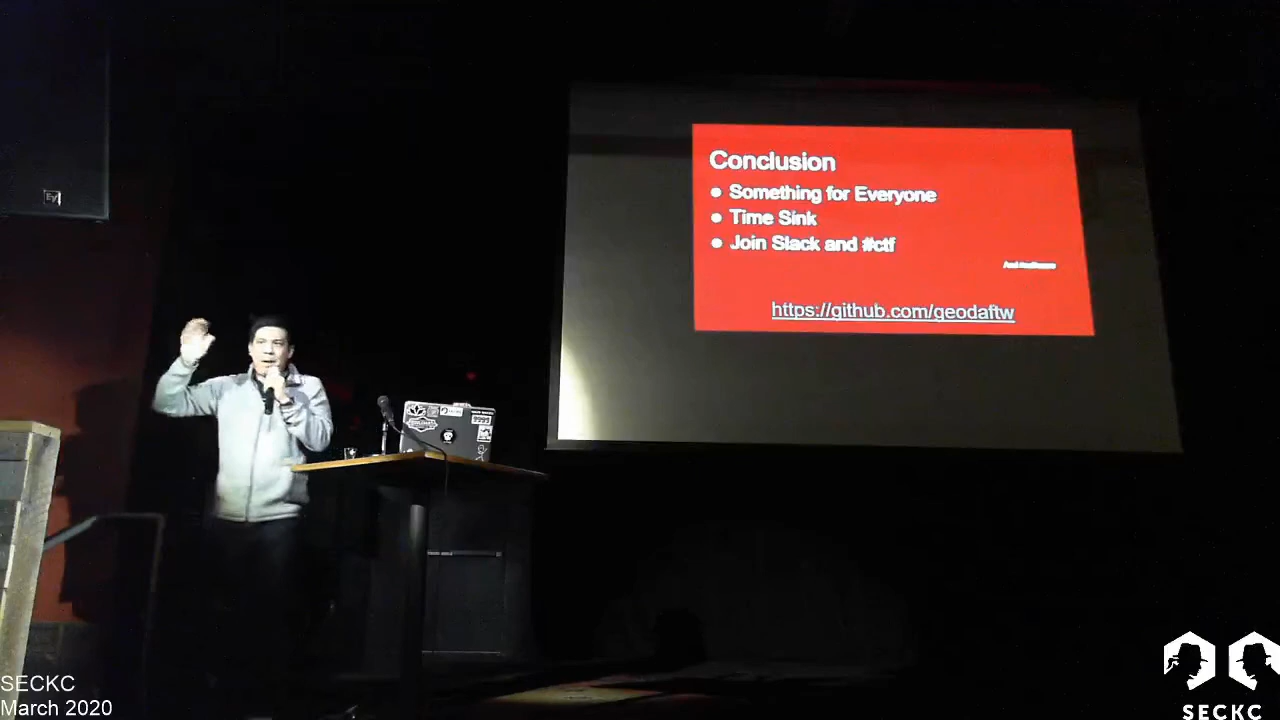 Conclusion
● Something for Everyone
● Time Sink
● Join Slack and #ctf
https://github.com/geodaftw
SECKC
March 2020
SECKC